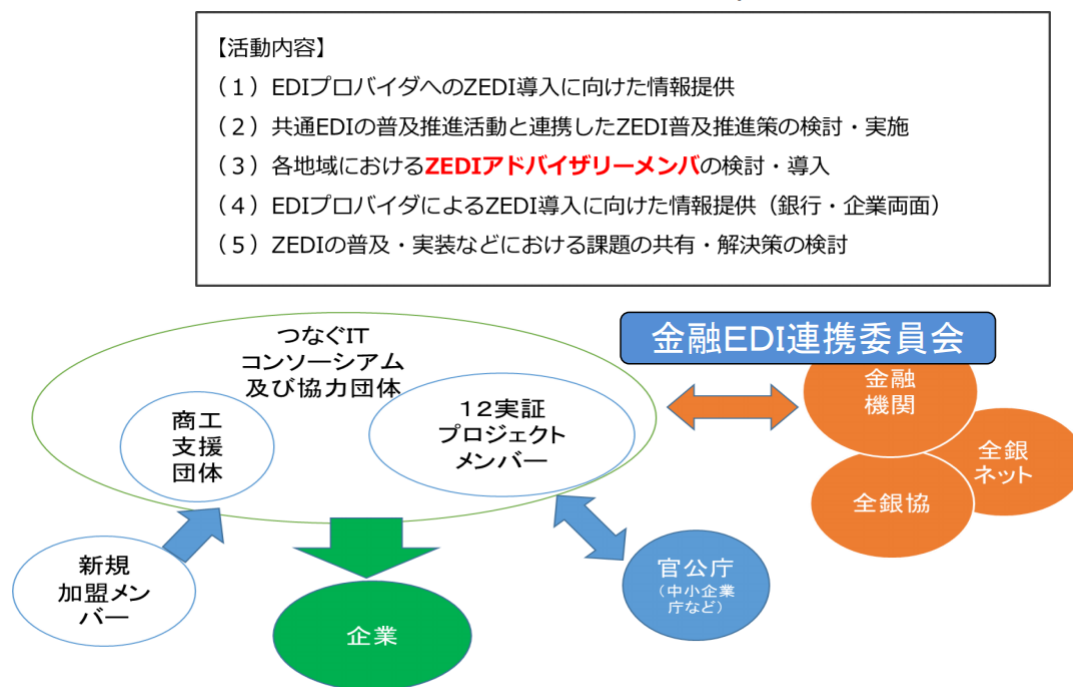 【活動内容】
（１）EDIプロバイダへのZEDI導入に向けた情報提供
（２）共通EDIの普及推進活動と連携したZEDI普及推進策の検討・実施
（３）各地域におけるZEDIアドバイザリーメンバの検討・導入
（４）EDIプロバイダによるZEDI導入に向けた情報提供（銀行・企業両面）
（５）ZEDIの普及・実装などにおける課題の共有・解決策の検討
つなぐIT
コンソーシアム
及び協力団体
金融EDI連携委員会
商工
支援
団体
１２実証
プロジェクト
メンバー
金融
機関
全銀
ネット
全銀協
新規
加盟メン
バー
企業
官公庁
（中小企業
庁など）